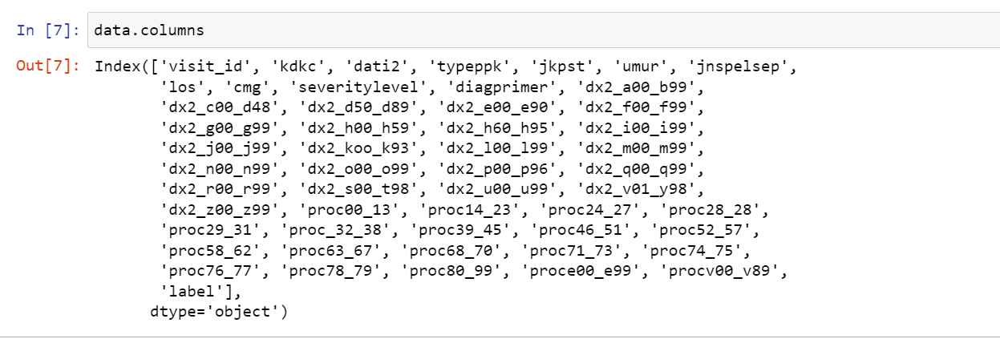 In [7]: data.columns
Out[7]: Index(['visit_id', 'kdkc', 'dati2', 'typeppk', 'jkpst', 'umur', 'jnspelsep',
'los', 'cmg', 'severitylevel', 'diagprimer', 'dx2_a00_b99',
'dx2_c00_d48', 'dx2_d50_d89', 'dx2_e00_e90', 'dx2_f00_f99',
'dx2_g00_g99', 'dx2_h00_h59', 'dx2_h60_h95', 'dx2_i00_i99',
'dx2_j00_j99', 'dx2_koo_k93', 'dx2_l00_l99', 'dx2_m00_m99',
'dx2_n00_n99', 'dx2_o00_o99', 'dx2_p00_p96', 'dx2_q00_q99',
'dx2_r00_r99', 'dx2_s00_t98', 'dx2_u00_u99', 'dx2_v01_y98',
'dx2_z00_z99', 'proc00_13', 'proc14_23', 'proc24_27', 'proc28_28',
'proc29_31', 'proc_32_38', 'proc39_45', 'proc46_51', 'proc52_57',
'proc58_62', 'proc63_67', 'proc68_70', 'proc71_73', 'proc74_75',
'proc76_77', 'proc78_79', 'proc80_99', 'proce00_e99', 'procv00_v89',
'label'],
dtype='object')